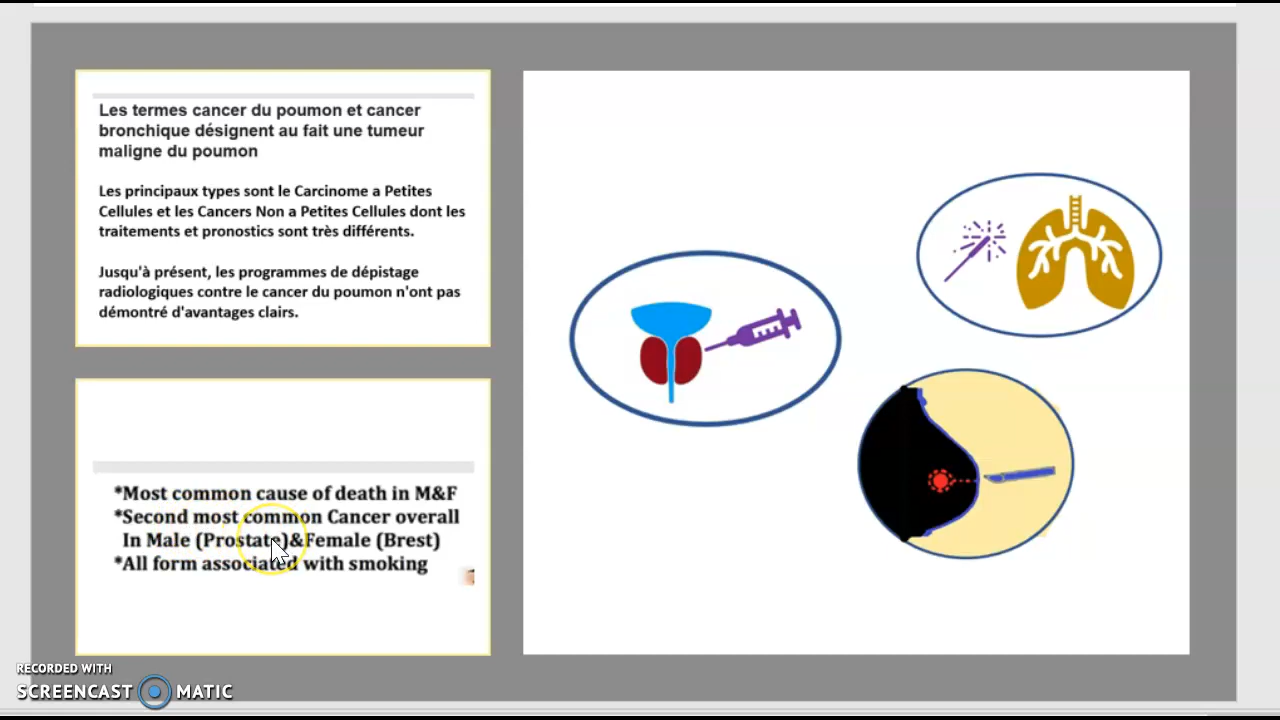 Les termes cancer du poumon et cancer
bronchique désignent au fait une tumeur
maligne du poumon
Les principaux types sont le Carcinome a Petites
Cellules et les Cancers Non a Petites Cellules dont les
traitements et pronostics sont très différents.
Jusqu'à présent, les programmes de dépistage
radiologiques contre le cancer du poumon n'ont pas
démontré d'avantages clairs.
*Most common cause of death in M&F
*Second most common Cancer overall
In Male (Prostate)&Female (Brest)
*All form associated with smoking
RECORDED WITH
SCREENCAST MATIC